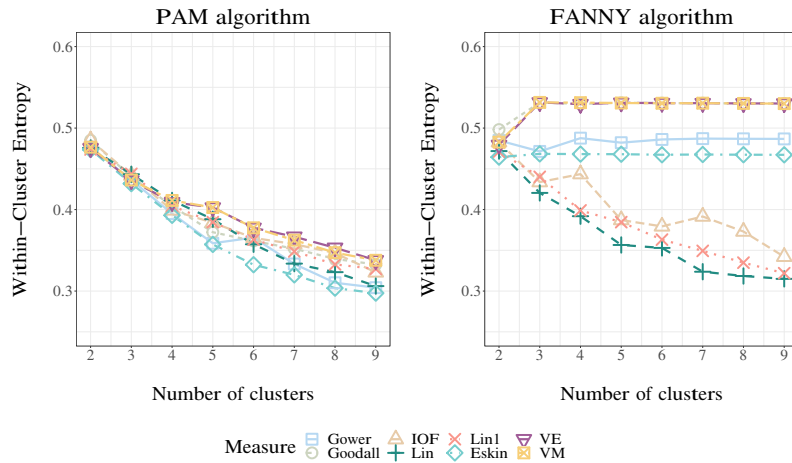 PAM algorithm
FANNY algorithm
Within−Cluster Entropy
0.6
0.5
0.4
0.3
2 3 4 5 6 7 8 9
Number of clusters
Within−Cluster Entropy
0.6
0.5
0.4
0.3
2 3 4 5 6 7 8 9
Number of clusters
Measure
Gower IOF Lin1 VE
Goodall Lin Eskin VM